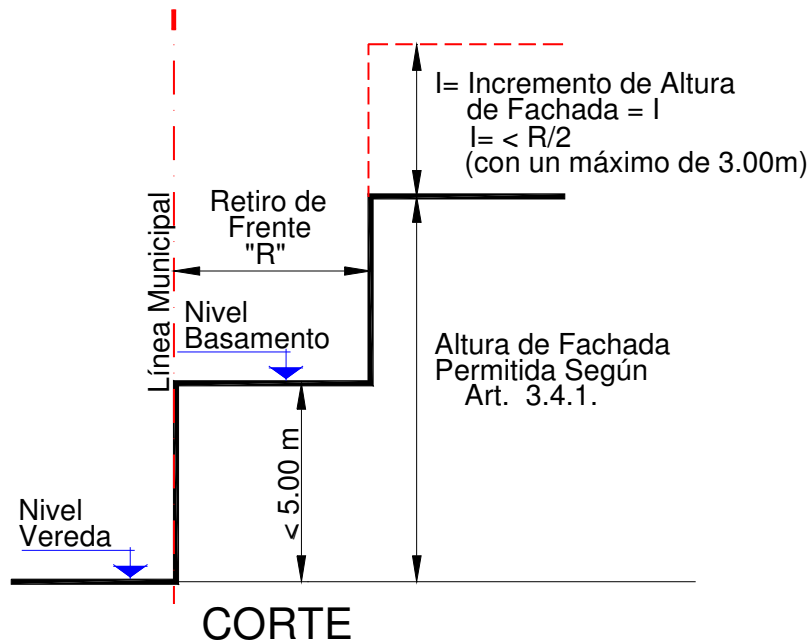 I= Incremento de Altura
de Fachada = I
I= < R/2
(con un máximo de 3.00m)
Retiro de
Frente
"R"
Línea Municipal
Nivel
Basamento
Altura de Fachada
Permitida Según
Art. 3.4.1.
< 5.00 m
Nivel
Vereda
CORTE